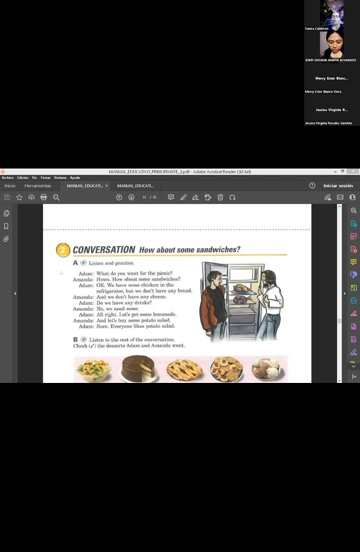 Yanira Calderon
JENNY DAYANA AMAYA ALVARADO
Mercy Ester Blanc...
Mercy Ester Blanco Viera
Jessica Virginia R...
Jessica Virginia Rosales Sanchez
MANUAL_EDUCATIVO_PRINCIPIANTE_2.pdf - Adobe Acrobat Reader (32-bit)
Archivo Edición Ver Firmar Ventana Ayuda
Inicio Herramientas MANUAL_EDUCATI... × MANUAL_EDUCATI... Iniciar sesión
2 CONVERSATION How about some sandwiches?
A Listen and practice.
Adam: What do you want for the picnic?
Amanda: Hmm. How about some sandwiches?
Adam: OK. We have some chicken in the
refrigerator, but we don't have any bread.
Amanda: And we don't have any cheese.
Adam: Do we have any drinks?
Amanda: No, we need some.
Adam: All right. Let's get some lemonade.
Amanda: And let's buy some potato salad.
Adam: Sure. Everyone likes potato salad.
B Listen to the rest of the conversation.
Check (✓) the desserts Adam and Amanda want.